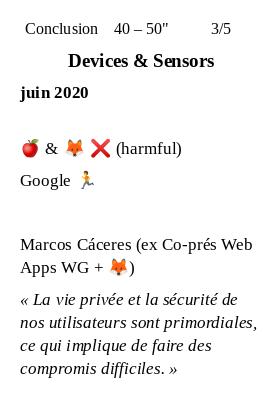 Conclusion 40 – 50" 3/5
Devices & Sensors
juin 2020
🍎 & 🦊 ❌ (harmful)
Google 🏃
Marcos Cáceres (ex Co-prés Web
Apps WG + 🦊)
« La vie privée et la sécurité de
nos utilisateurs sont primordiales,
ce qui implique de faire des
compromis difficiles. »